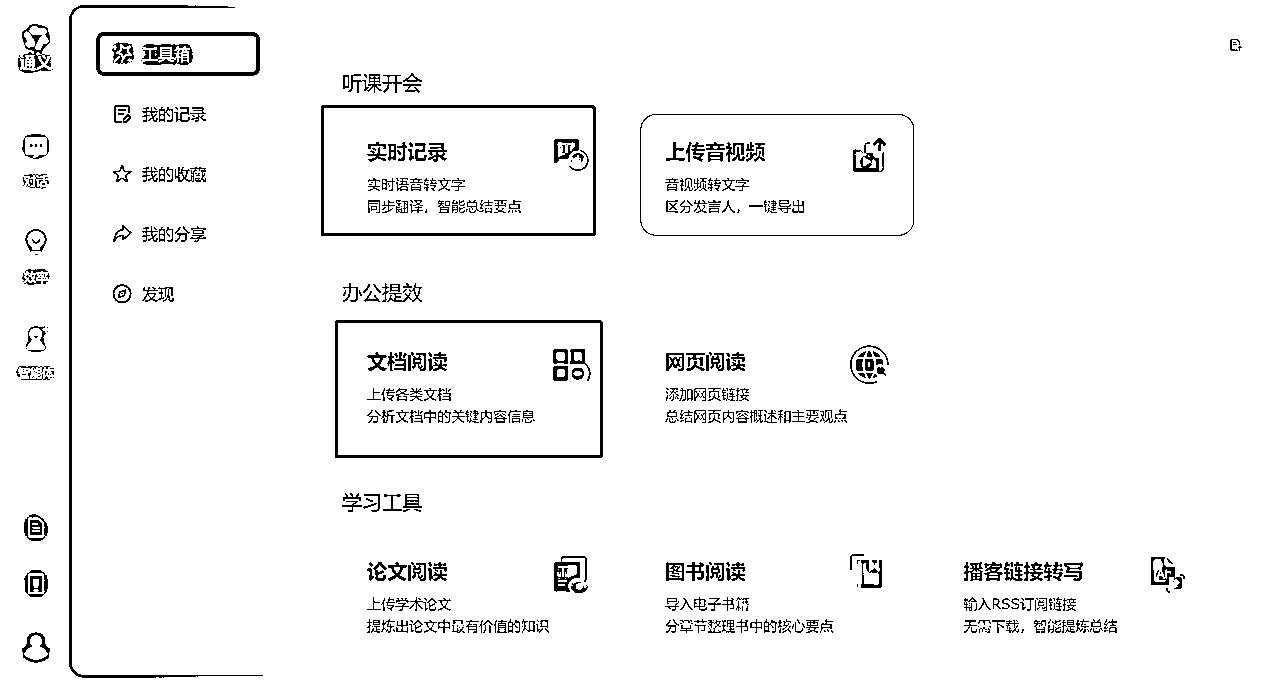 通义
对话
效率
智能体
工具箱
我的记录
我的收藏
我的分享
发现
听课开会
实时记录
实时语音转文字
同步翻译，智能总结要点
上传音视频
音视频转文字
区分发言人，一键导出
办公提效
文档阅读
上传各类文档
分析文档中的关键内容信息
网页阅读
添加网页链接
总结网页内容概述和主要观点
学习工具
论文阅读
上传学术论文
提炼出论文中最有价值的知识
图书阅读
导入电子书籍
分章节整理书中的核心要点
播客链接转写
输入RSS订阅链接
无需下载，智能提炼总结